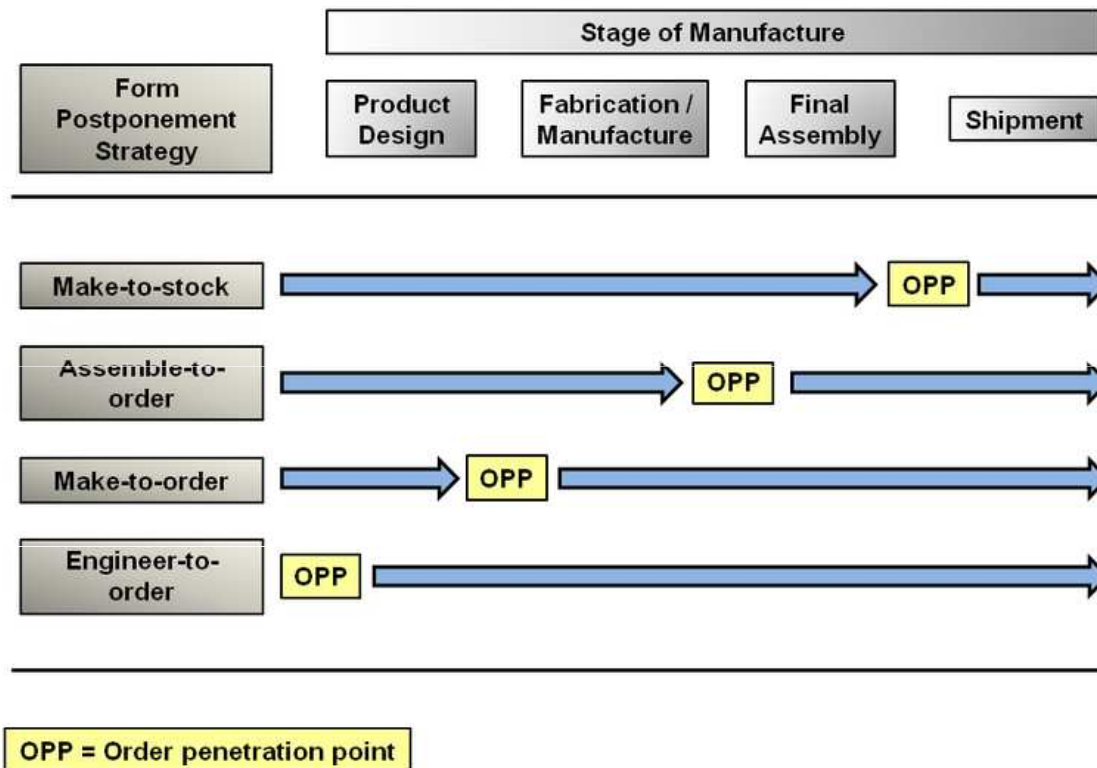 Stage of Manufacture
Form
Postponement
Strategy
Product
Design
Fabrication /
Manufacture
Final
Assembly
Shipment
Make-to-stock
OPP
Assemble-to-
order
OPP
Make-to-order
OPP
Engineer-to-
order
OPP
OPP = Order penetration point